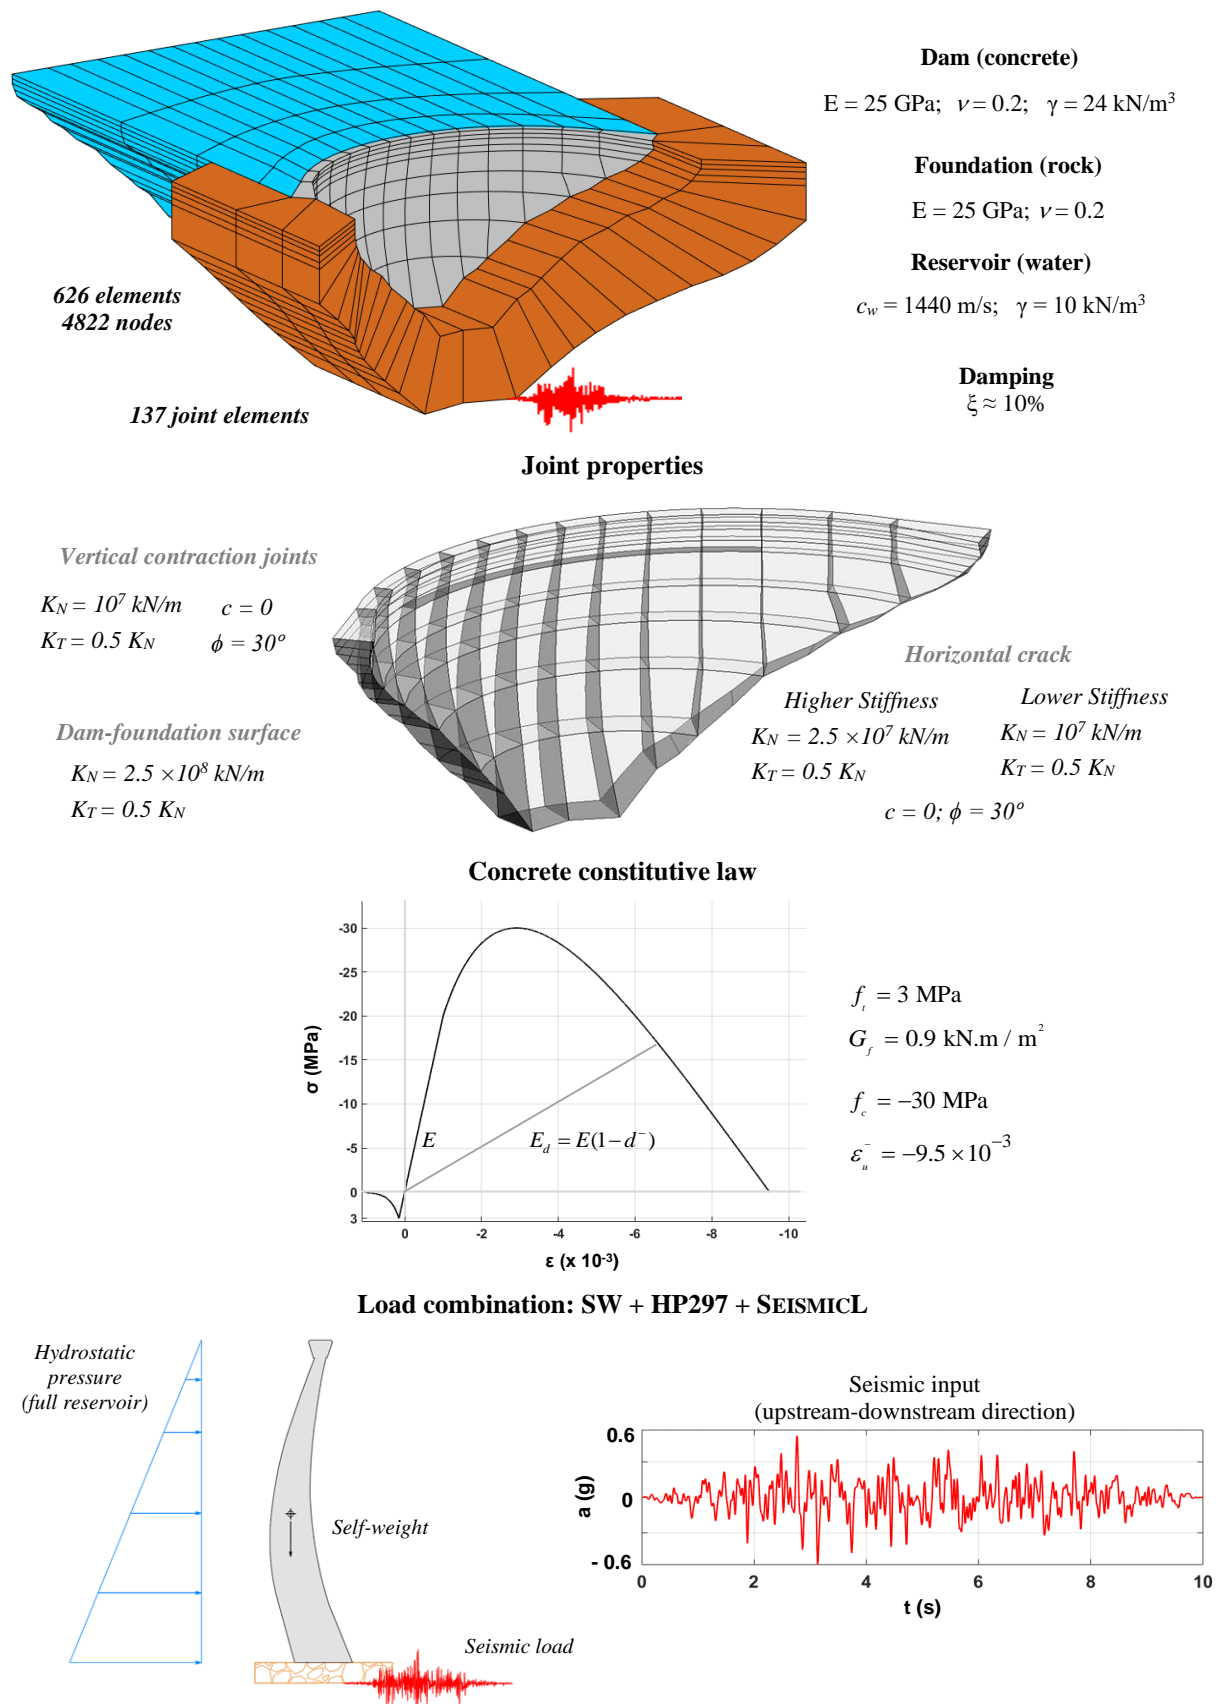 Dam (concrete)
E = 25 GPa; ν = 0.2; γ = 24 kN/m³
Foundation (rock)
E = 25 GPa; ν = 0.2
Reservoir (water)
c_w = 1440 m/s; γ = 10 kN/m³
626 elements
4822 nodes
Damping
ξ ≈ 10%
137 joint elements
Joint properties
Vertical contraction joints
K_N = 10⁷ kN/m c = 0
K_T = 0.5 K_N ϕ = 30º
Horizontal crack
Higher Stiffness Lower Stiffness
K_N = 2.5 ×10⁷ kN/m K_N = 10⁷ kN/m
K_T = 0.5 K_N K_T = 0.5 K_N
c = 0; ϕ = 30º
Dam-foundation surface
K_N = 2.5 ×10⁸ kN/m
K_T = 0.5 K_N
Concrete constitutive law
-30
-25
-20
-15
-10
-5
0
3
σ (MPa)
E
E_d = E(1−d⁻)
0 -2 -4 -6 -8 -10
ε (x 10⁻³)
f_t = 3 MPa
G_f = 0.9 kN.m / m²
f_c = −30 MPa
ε_u⁻ = −9.5 ×10⁻³
Load combination: SW + HP297 + SEISMICL
Hydrostatic
pressure
(full reservoir)
Self-weight
Seismic load
Seismic input
(upstream-downstream direction)
0.6
0
- 0.6
a (g)
0 2 4 6 8 10
t (s)